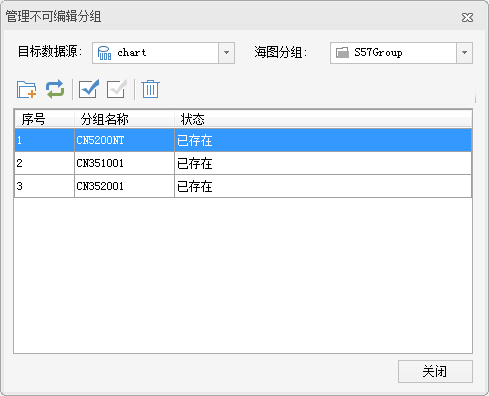 管理不可编辑分组
目标数据源: chart 海图分组: S57Group
序号 分组名称 状态
1 CN5200NT 已存在
2 CN351001 已存在
3 CN352001 已存在
关闭